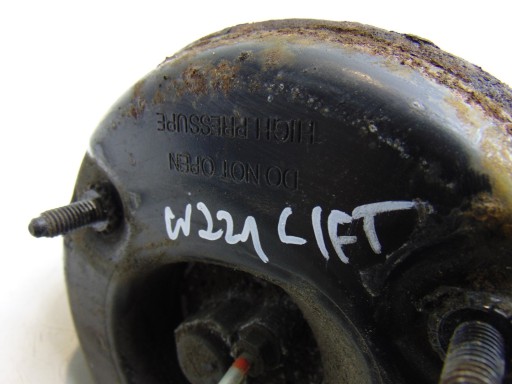 HIGH PRESSURE
DO NOT OPEN
W221 LIFT